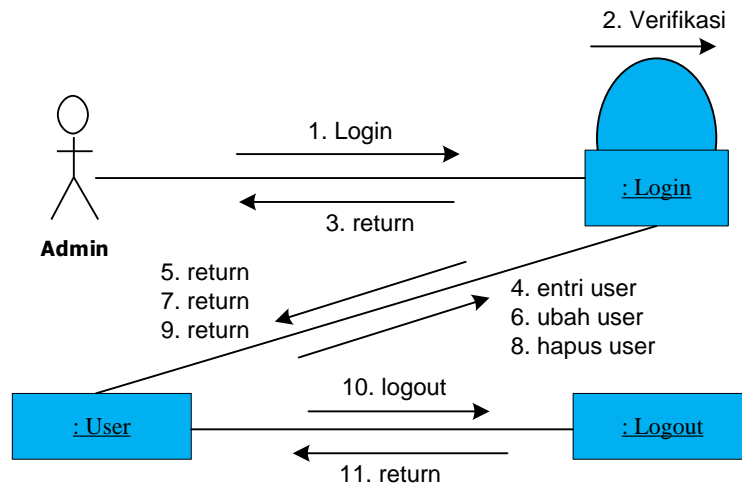 2. Verifikasi
1. Login
: Login
3. return
Admin
5. return
7. return
9. return
4. entri user
6. ubah user
8. hapus user
10. logout
: User
: Logout
11. return